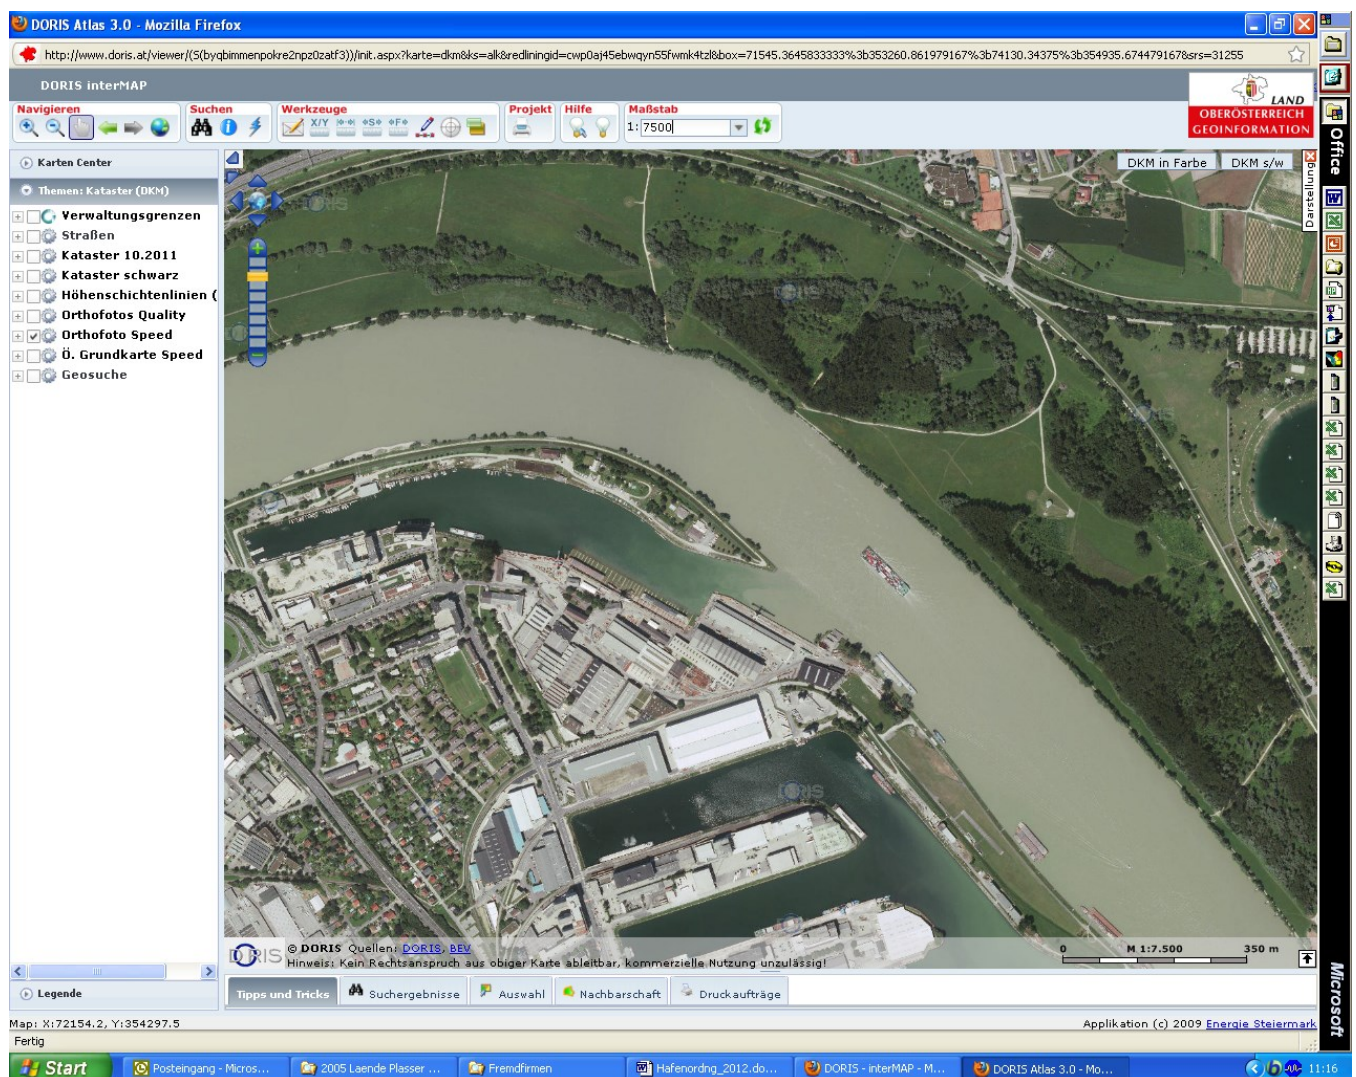 DORIS Atlas 3.0 - Mozilla Firefox
http://www.doris.at/viewer/(S(byqbimmenpokre2npz0zatf3))/init.aspx?karte=dkm&ks=alk&redliningid=cwp0aj45ebwqyn55fwmk4tzl&box=71545.3645833333%3b353260.861979167%3b74130.34375%3b354935.674479167&srs=31255
DORIS interMAP
LAND
OBERÖSTERREICH
GEOINFORMATION
Navigieren
Suchen
Werkzeuge
Projekt
Hilfe
Maßstab
X/Y
«S»
«F»
1: 7500
Karten Center
Themen: Kataster (DKM)
Verwaltungsgrenzen
Straßen
Kataster 10.2011
Kataster schwarz
Höhenschichtenlinien (
Orthofotos Quality
Orthofoto Speed
Ö. Grundkarte Speed
Geosuche
DKM in Farbe
DKM s/w
Darstellung
DORIS
DORIS
DORIS
DORIS
DORIS
© DORIS Quellen: DORIS, BEV
Hinweis: Kein Rechtsanspruch aus obiger Karte ableitbar, kommerzielle Nutzung unzulässig!
0 M 1:7.500 350 m
Legende
Tipps und Tricks
Suchergebnisse
Auswahl
Nachbarschaft
Druckaufträge
Map: X:72154.2, Y:354297.5
Applikation (c) 2009 Energie Steiermark
Fertig
Office
Microsoft
Start
Posteingang - Micros...
2005 Laende Plasser ...
Fremdfirmen
Hafenordng_2012.do...
DORIS - interMAP - M...
DORIS Atlas 3.0 - Mo...
11:16